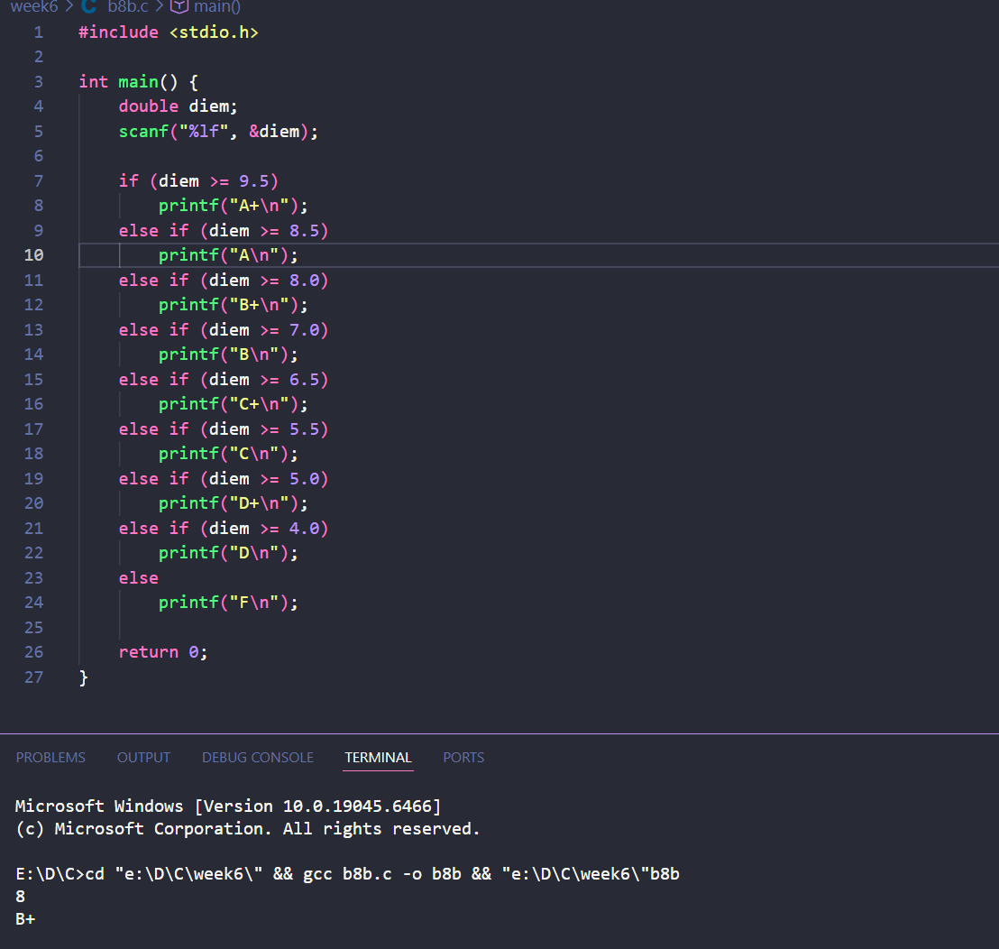 week6 > C b8b.c > main()
1 #include <stdio.h>
2
3 int main() {
4     double diem;
5     scanf("%lf", &diem);
6
7     if (diem >= 9.5)
8         printf("A+\n");
9     else if (diem >= 8.5)
10         printf("A\n");
11     else if (diem >= 8.0)
12         printf("B+\n");
13     else if (diem >= 7.0)
14         printf("B\n");
15     else if (diem >= 6.5)
16         printf("C+\n");
17     else if (diem >= 5.5)
18         printf("C\n");
19     else if (diem >= 5.0)
20         printf("D+\n");
21     else if (diem >= 4.0)
22         printf("D\n");
23     else
24         printf("F\n");
25
26     return 0;
27 }
PROBLEMS OUTPUT DEBUG CONSOLE TERMINAL PORTS
Microsoft Windows [Version 10.0.19045.6466]
(c) Microsoft Corporation. All rights reserved.
E:\D\C>cd "e:\D\C\week6\" && gcc b8b.c -o b8b && "e:\D\C\week6\"b8b
8
B+